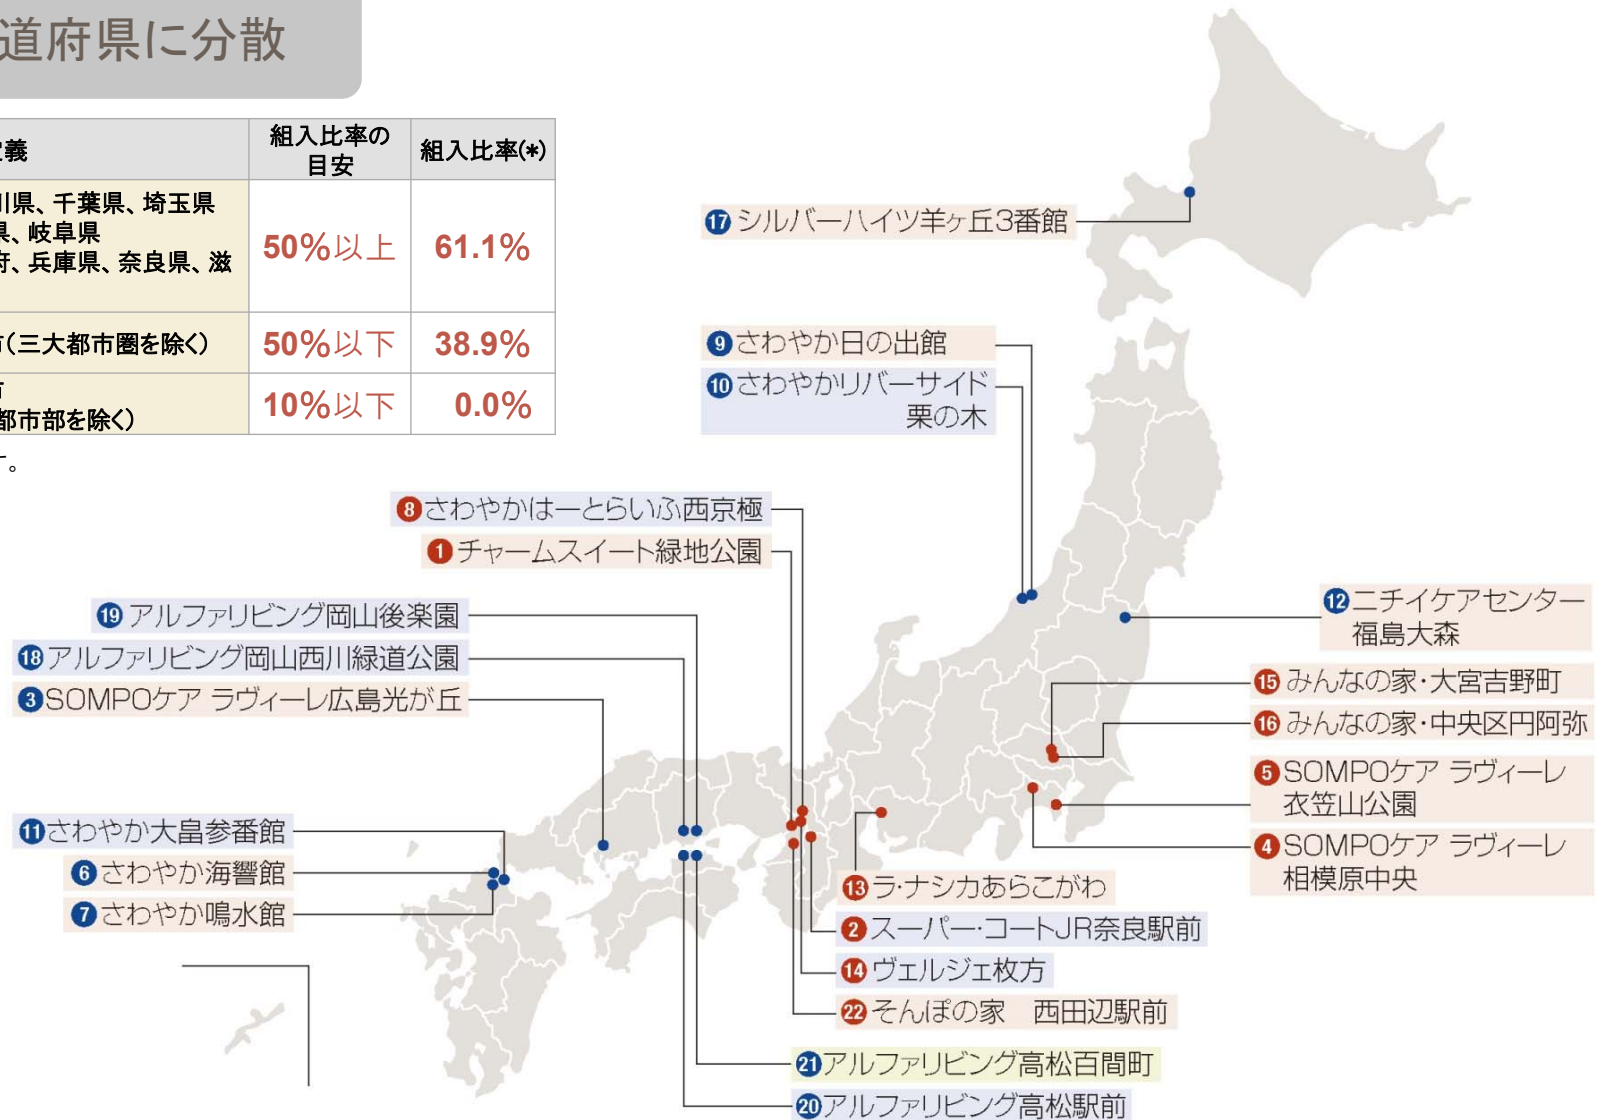 道府県に分散
義
組入比率の
目安
組入比率(*)
川県、千葉県、埼玉県
県、岐阜県
府、兵庫県、奈良県、滋
50%以上
61.1%
市(三大都市圏を除く)
50%以下
38.9%
都市部を除く)
10%以下
0.0%
す。
17 シルバーハイツ羊ヶ丘3番館
9 さわやか日の出館
10 さわやかリバーサイド
栗の木
8 さわやかはーとらいふ西京極
1 チャームスイート緑地公園
19 アルファリビング岡山後楽園
18 アルファリビング岡山西川緑道公園
3 SOMPOケア ラヴィーレ広島光が丘
11 さわやか大畠参番館
6 さわやか海響館
7 さわやか鳴水館
12 ニチイケアセンター
福島大森
15 みんなの家・大宮吉野町
16 みんなの家・中央区円阿弥
5 SOMPOケア ラヴィーレ
衣笠山公園
4 SOMPOケア ラヴィーレ
相模原中央
13 ラ・ナシカあらこがわ
2 スーパー・コートJR奈良駅前
14 ヴェルジェ枚方
22 そんぽの家 西田辺駅前
21 アルファリビング高松百間町
20 アルファリビング高松駅前